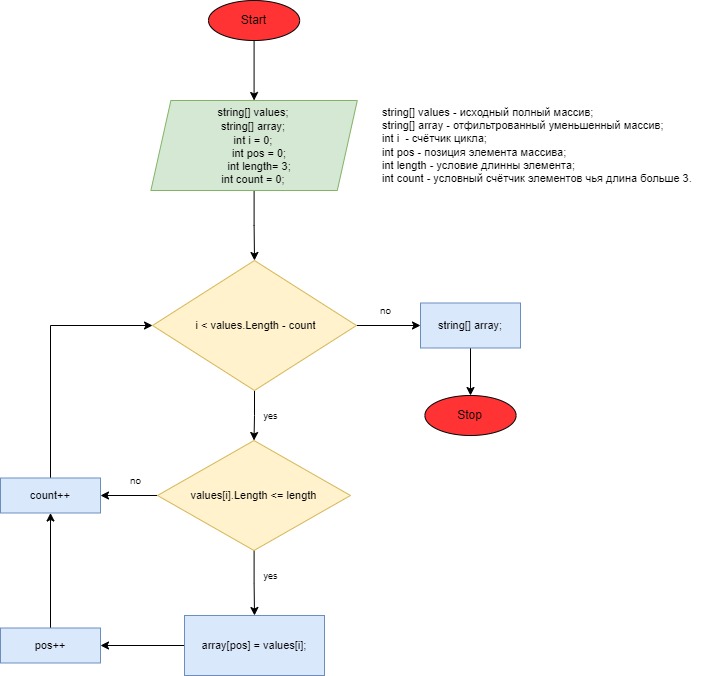 Start
string[] values;
string[] array;
int i = 0;
int pos = 0;
int length= 3;
int count = 0;
string[] values - исходный полный массив;
string[] array - отфильтрованный уменьшенный массив;
int i - счётчик цикла;
int pos - позиция элемента массива;
int length - условие длинны элемента;
int count - условный счётчик элементов чья длина больше 3.
i < values.Length - count
no
string[] array;
yes
Stop
values[i].Length <= length
no
count++
yes
array[pos] = values[i];
pos++